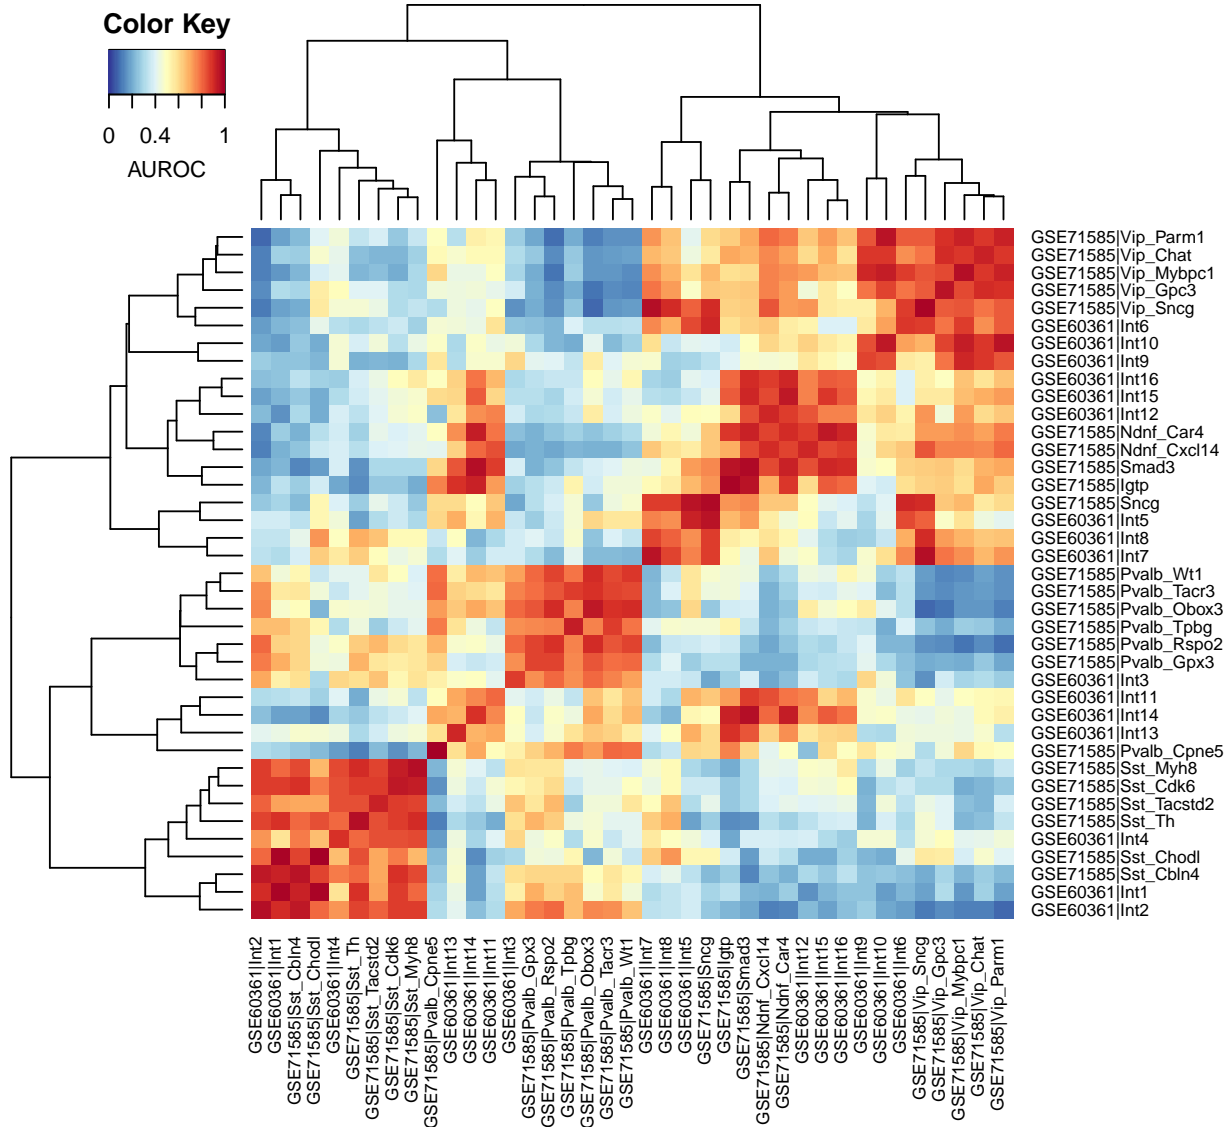 Color Key
0 0.4 1
AUROC
GSE71585|Vip_Parm1
GSE71585|Vip_Chat
GSE71585|Vip_Mybpc1
GSE71585|Vip_Gpc3
GSE71585|Vip_Sncg
GSE60361|Int6
GSE60361|Int10
GSE60361|Int9
GSE60361|Int16
GSE60361|Int15
GSE60361|Int12
GSE71585|Ndnf_Car4
GSE71585|Ndnf_Cxcl14
GSE71585|Smad3
GSE71585|Igtp
GSE71585|Sncg
GSE60361|Int5
GSE60361|Int8
GSE60361|Int7
GSE71585|Pvalb_Wt1
GSE71585|Pvalb_Tacr3
GSE71585|Pvalb_Obox3
GSE71585|Pvalb_Tpbg
GSE71585|Pvalb_Rspo2
GSE71585|Pvalb_Gpx3
GSE60361|Int3
GSE60361|Int11
GSE60361|Int14
GSE60361|Int13
GSE71585|Pvalb_Cpne5
GSE71585|Sst_Myh8
GSE71585|Sst_Cdk6
GSE71585|Sst_Tacstd2
GSE71585|Sst_Th
GSE60361|Int4
GSE71585|Sst_Chodl
GSE71585|Sst_Cbln4
GSE60361|Int1
GSE60361|Int2
GSE60361|Int2
GSE60361|Int1
GSE71585|Sst_Cbln4
GSE71585|Sst_Chodl
GSE60361|Int4
GSE71585|Sst_Th
GSE71585|Sst_Tacstd2
GSE71585|Sst_Cdk6
GSE71585|Sst_Myh8
GSE71585|Pvalb_Cpne5
GSE60361|Int13
GSE60361|Int14
GSE60361|Int11
GSE60361|Int3
GSE71585|Pvalb_Gpx3
GSE71585|Pvalb_Rspo2
GSE71585|Pvalb_Tpbg
GSE71585|Pvalb_Obox3
GSE71585|Pvalb_Tacr3
GSE71585|Pvalb_Wt1
GSE60361|Int7
GSE60361|Int8
GSE60361|Int5
GSE71585|Sncg
GSE71585|Igtp
GSE71585|Smad3
GSE71585|Ndnf_Cxcl14
GSE71585|Ndnf_Car4
GSE60361|Int12
GSE60361|Int15
GSE60361|Int16
GSE60361|Int9
GSE60361|Int10
GSE60361|Int6
GSE71585|Vip_Sncg
GSE71585|Vip_Gpc3
GSE71585|Vip_Mybpc1
GSE71585|Vip_Chat
GSE71585|Vip_Parm1